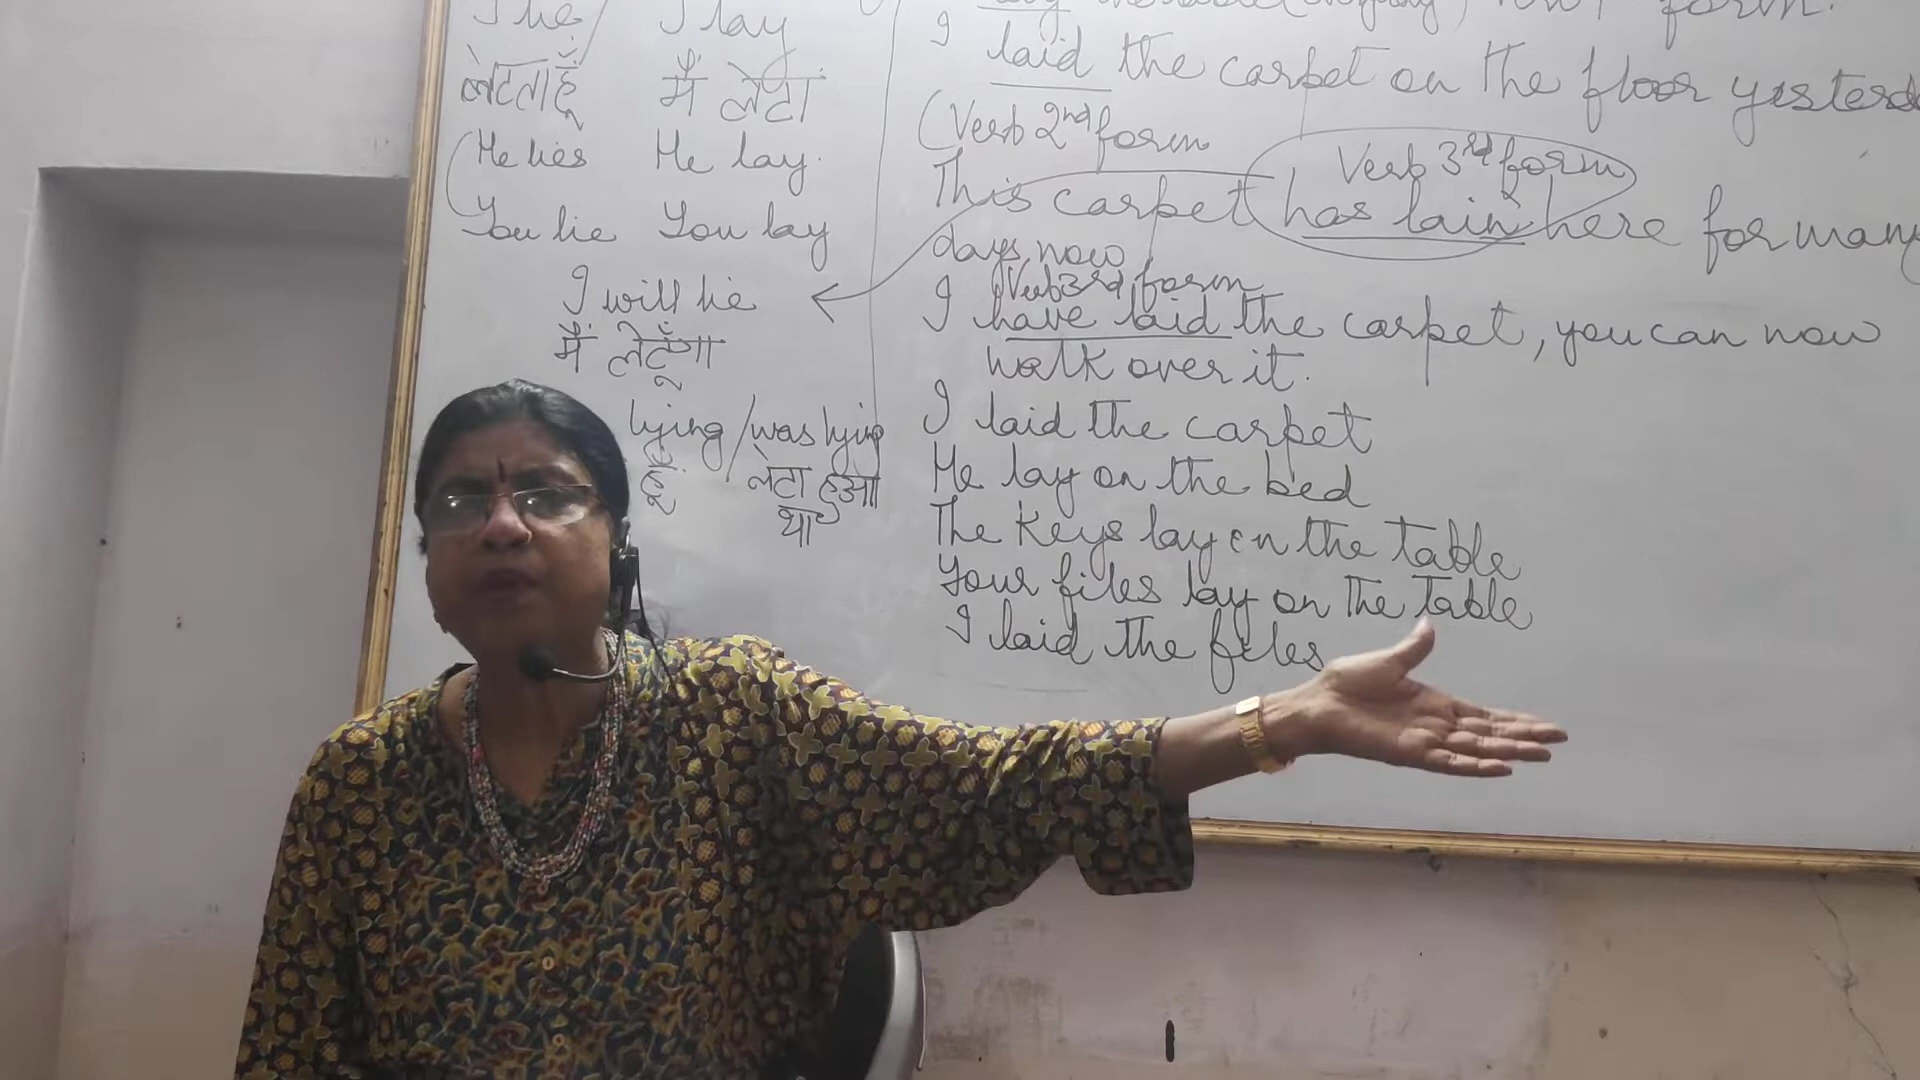 I lie / I lay
लेटता हूँ मैं लेटा
He lies He lay.
You lie You lay
I will lie
मैं लेटूँगा
lying / was lying
हूँ लेटा हुआ
था
form.
I laid the carpet on the floor yesterd
(Verb 2nd form
Verb 3rd form
This carpet has lain here for many
days now
Verb 3rd form
I have laid the carpet, you can now
walk over it.
I laid the carpet
He lay on the bed
The keys lay on the table
Your files lay on the table
I laid the files